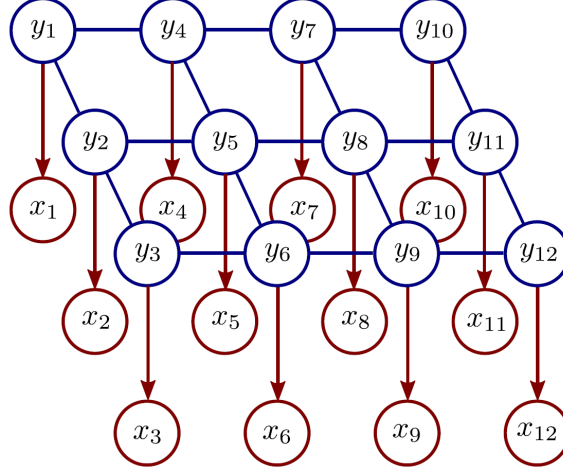 y₁ y₄ y₇ y₁₀
y₂ y₅ y₈ y₁₁
x₁ x₄ x₇ x₁₀
y₃ y₆ y₉ y₁₂
x₂ x₅ x₈ x₁₁
x₃ x₆ x₉ x₁₂